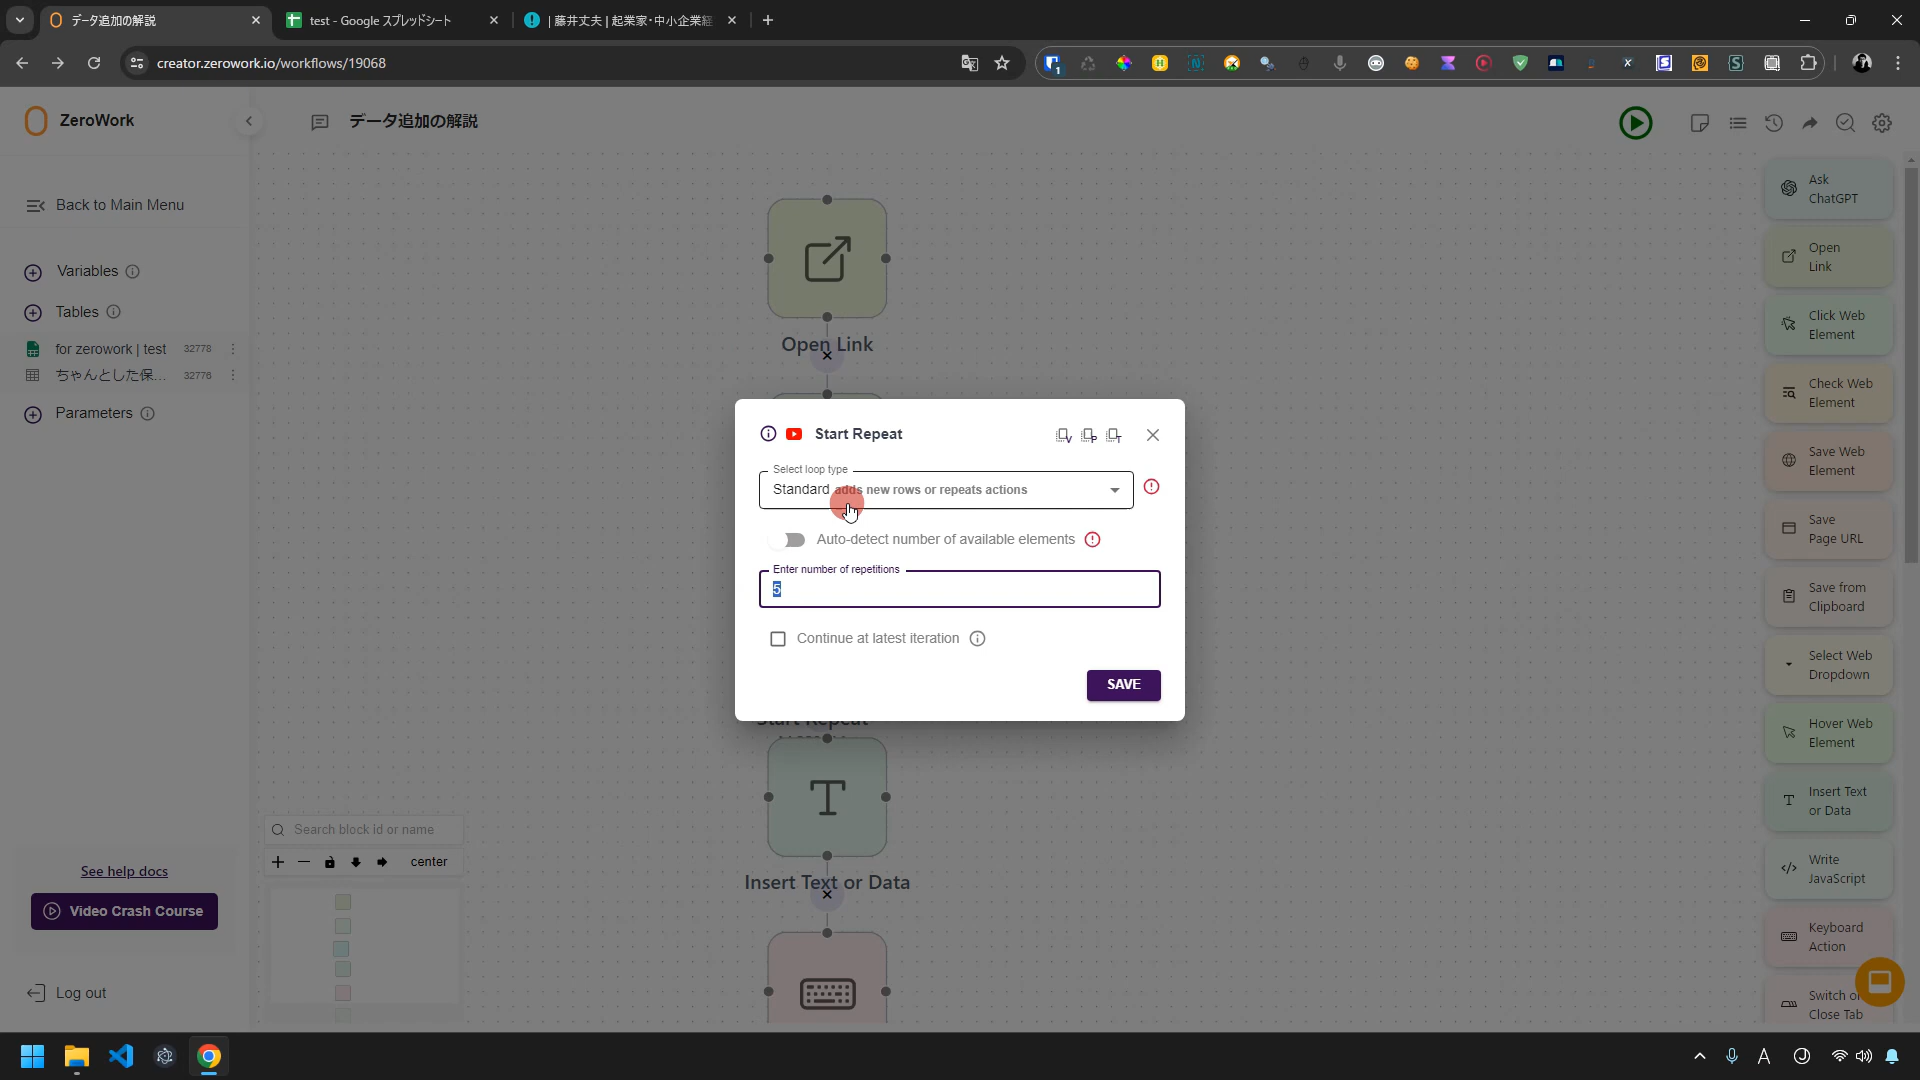 データ追加の解説
test - Google スプレッドシート
| 藤井丈夫 | 起業家・中小企業経
creator.zerowork.io/workflows/19068
ZeroWork
データ追加の解説
Back to Main Menu
Variables
Tables
for zerowork | test 32778
ちゃんとした保... 32776
Parameters
See help docs
Video Crash Course
Log out
Open Link
Start Repeat
Select loop type
Standard adds new rows or repeats actions
Auto-detect number of available elements
Enter number of repetitions
5
Continue at latest iteration
SAVE
Start Repeat
Insert Text or Data
Search block id or name
center
Ask
ChatGPT
Open
Link
Click Web
Element
Check Web
Element
Save Web
Element
Save
Page URL
Save from
Clipboard
Select Web
Dropdown
Hover Web
Element
Insert Text
or Data
Write
JavaScript
Keyboard
Action
Switch or
Close Tab